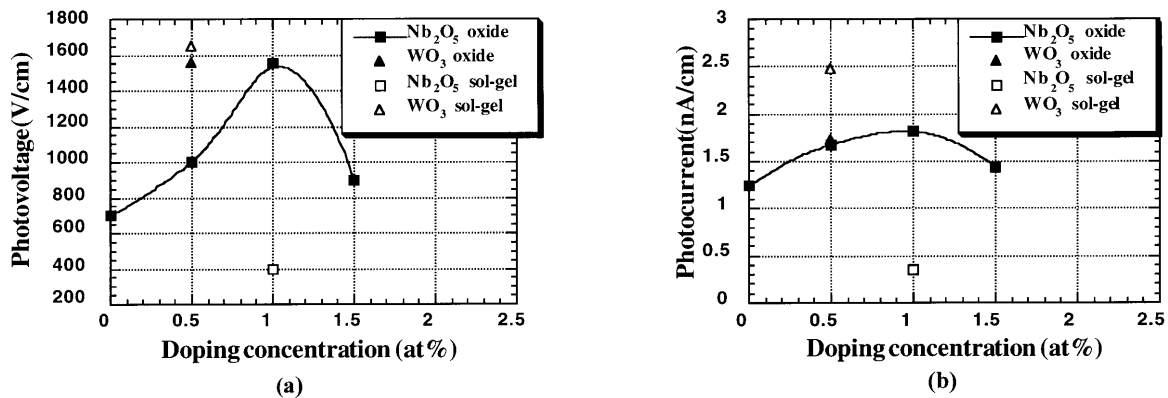 1800
1600
1400
1200
1000
800
600
400
200
Photovoltage(V/cm)
Nb2O5 oxide
WO3 oxide
Nb2O5 sol-gel
WO3 sol-gel
0 0.5 1 1.5 2 2.5
Doping concentration (at%)
(a)
3
2.5
2
1.5
1
0.5
0
Photocurrent(nA/cm)
Nb2O5 oxide
WO3 oxide
Nb2O5 sol-gel
WO3 sol-gel
0 0.5 1 1.5 2 2.5
Doping concentration (at%)
(b)